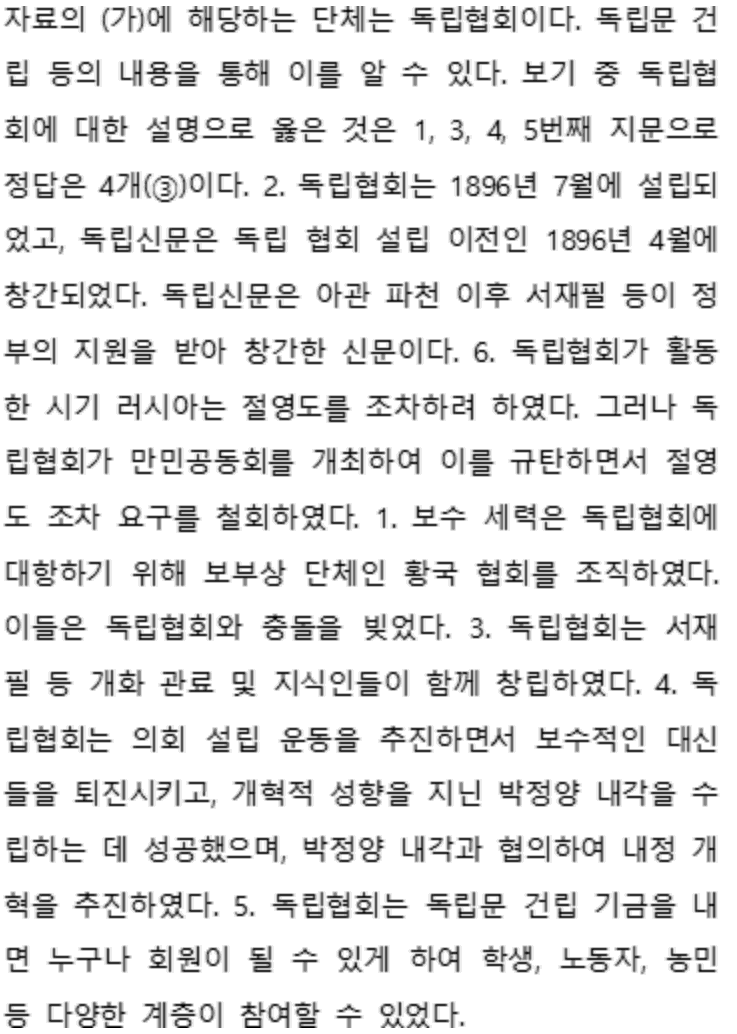 자료의 (가)에 해당하는 단체는 독립협회이다. 독립문 건
립 등의 내용을 통해 이를 알 수 있다. 보기 중 독립협
회에 대한 설명으로 옳은 것은 1, 3, 4, 5번째 지문으로
정답은 4개(③)이다. 2. 독립협회는 1896년 7월에 설립되
었고, 독립신문은 독립 협회 설립 이전인 1896년 4월에
창간되었다. 독립신문은 아관 파천 이후 서재필 등이 정
부의 지원을 받아 창간한 신문이다. 6. 독립협회가 활동
한 시기 러시아는 절영도를 조차하려 하였다. 그러나 독
립협회가 만민공동회를 개최하여 이를 규탄하면서 절영
도 조차 요구를 철회하였다. 1. 보수 세력은 독립협회에
대항하기 위해 보부상 단체인 황국 협회를 조직하였다.
이들은 독립협회와 충돌을 빚었다. 3. 독립협회는 서재
필 등 개화 관료 및 지식인들이 함께 창립하였다. 4. 독
립협회는 의회 설립 운동을 추진하면서 보수적인 대신
들을 퇴진시키고, 개혁적 성향을 지닌 박정양 내각을 수
립하는 데 성공했으며, 박정양 내각과 협의하여 내정 개
혁을 추진하였다. 5. 독립협회는 독립문 건립 기금을 내
면 누구나 회원이 될 수 있게 하여 학생, 노동자, 농민
등 다양한 계층이 참여할 수 있었다.